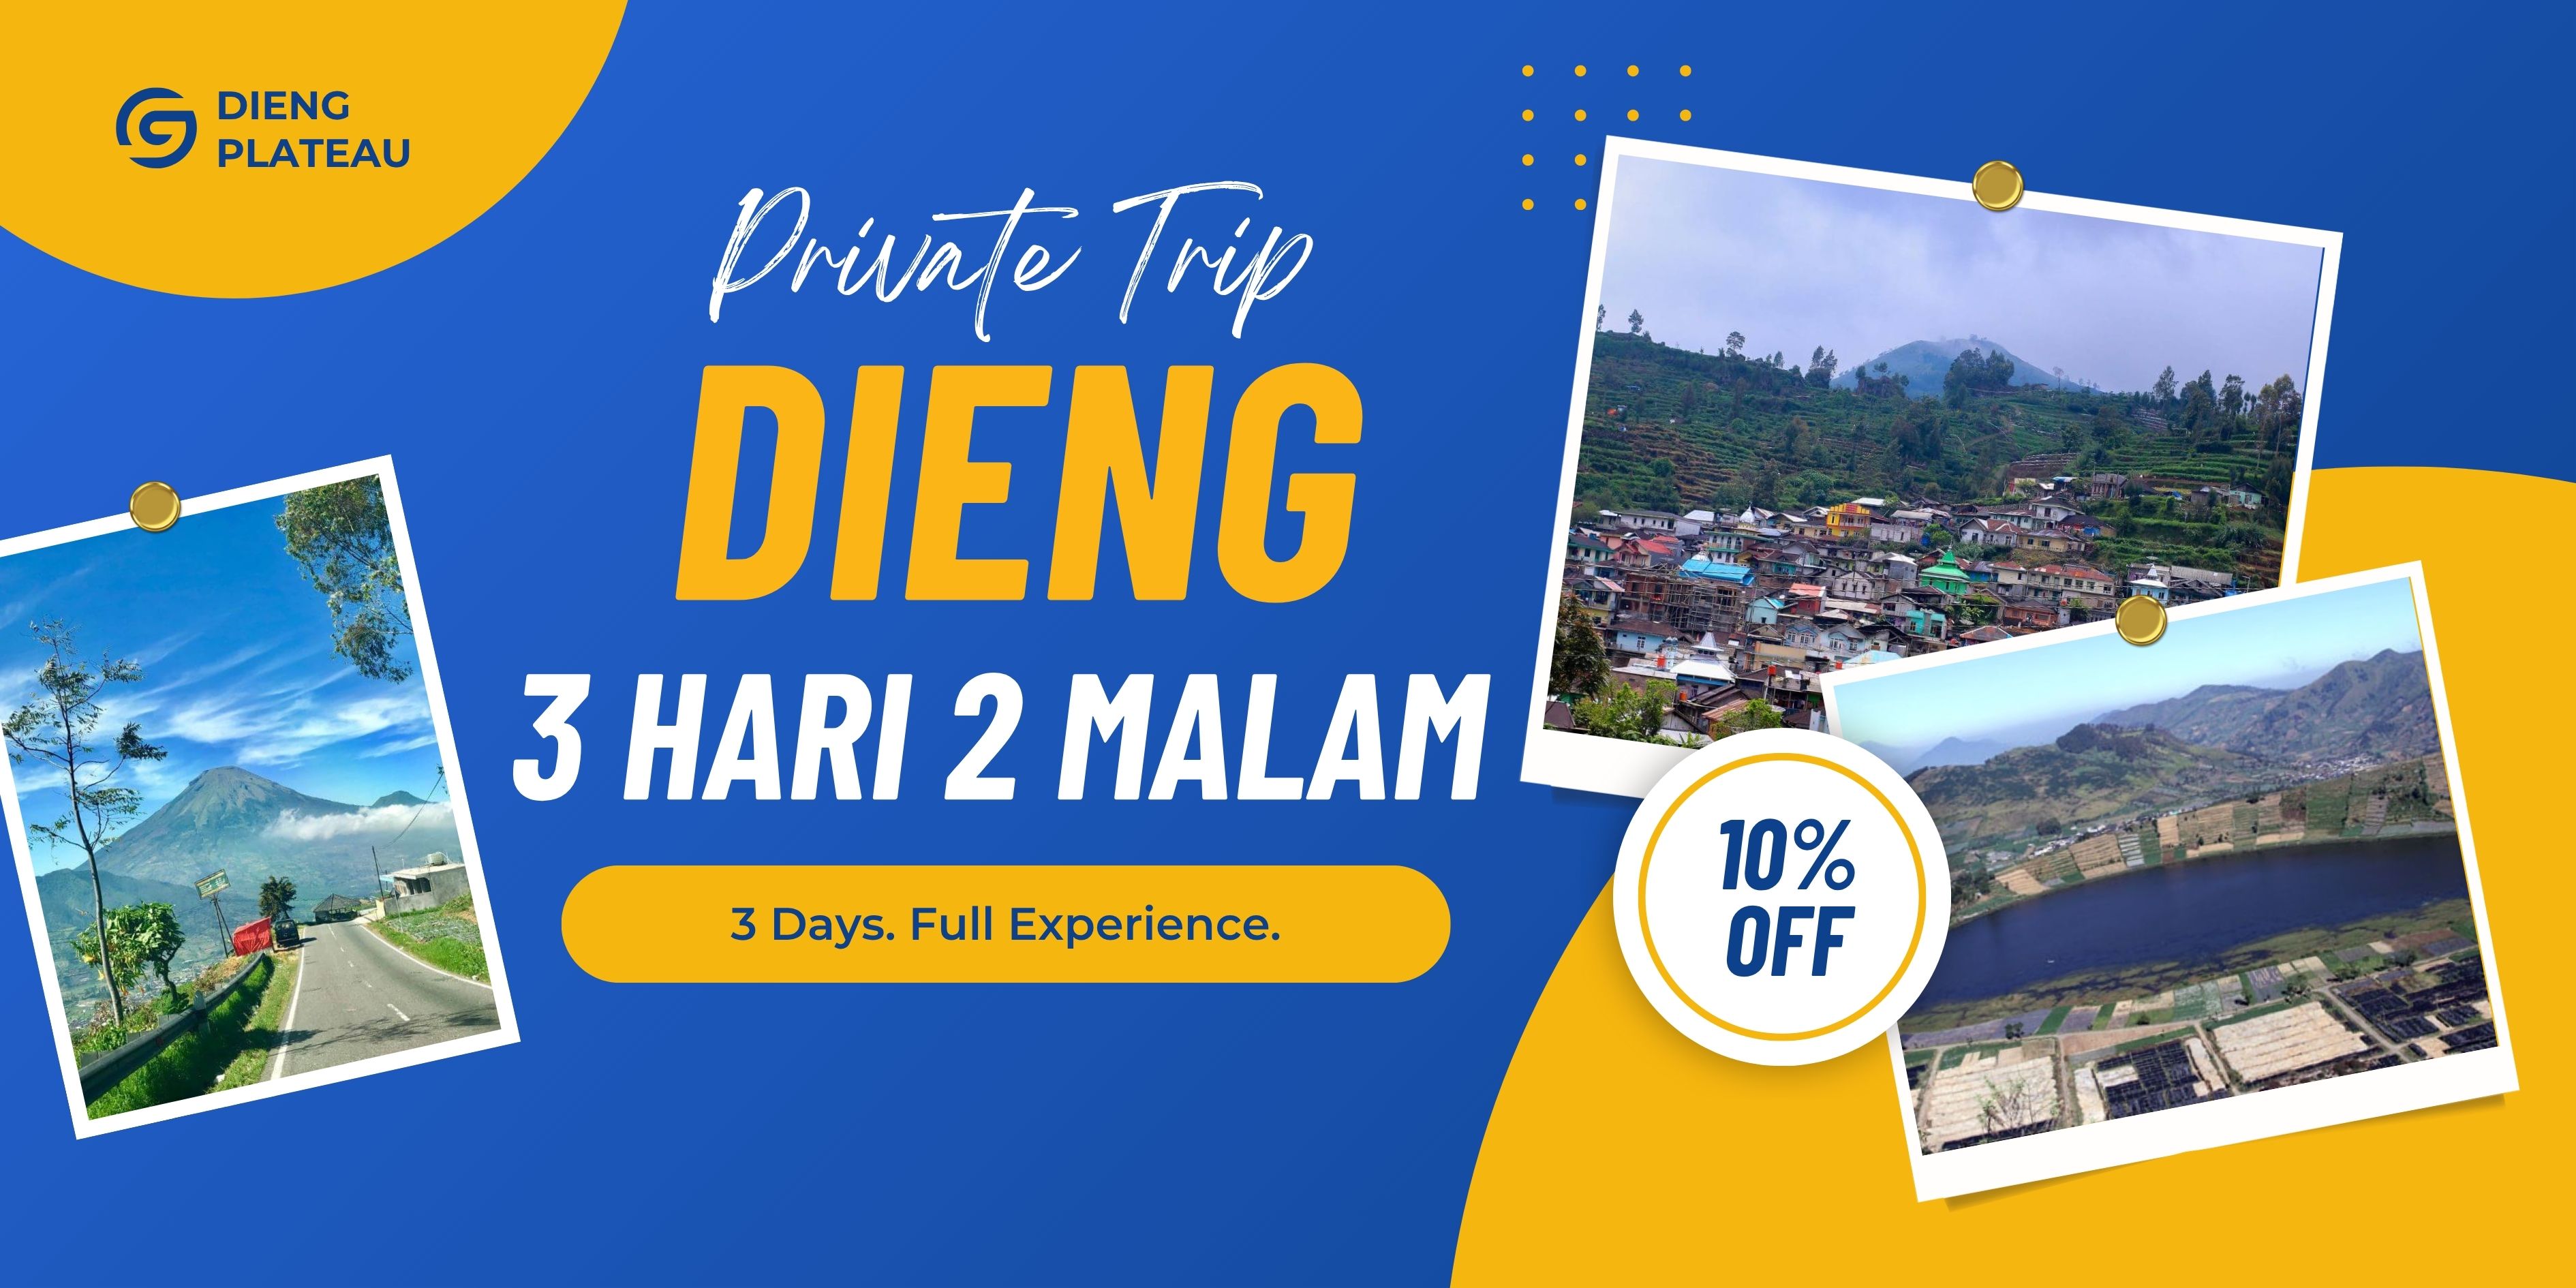 DIENG
PLATEAU
Private Trip
DIENG
3 HARI 2 MALAM
3 Days. Full Experience.
10%
OFF